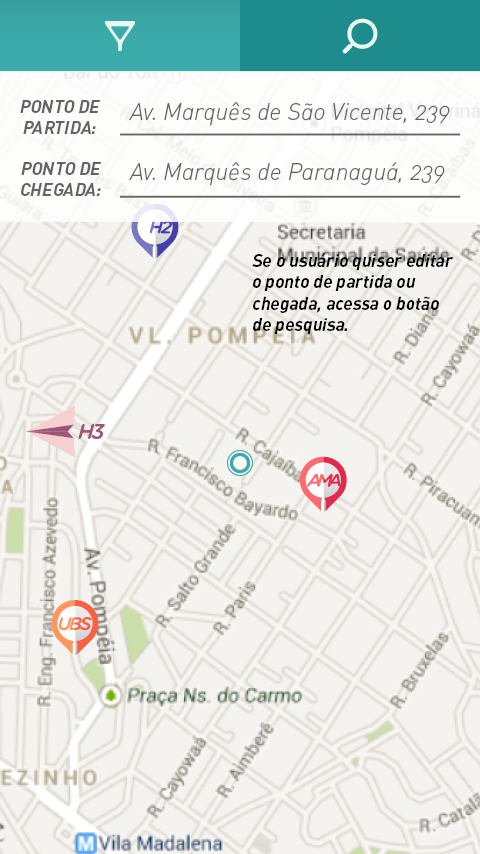 PONTO DE
PARTIDA:
Av. Marquês de São Vicente, 239
Pompéia
PONTO DE
CHEGADA:
Av. Marquês de Paranaguá, 239
H2
Secretaria
Municipal da Saúde
Se o usuário quiser editar
o ponto de partida ou
chegada, acessa o botão
de pesquisa.
VL. POMPEIA
R. Diana
R. Cayowaá
H3
R. Cajaíba
R. Francisco Bayardo
AMA
R. Piracuam
R. Eng. Francisco Azevedo
Av. Pompéia
R. Salto Grande
R. Paris
UBS
R. Bruxelas
Praça Ns. do Carmo
R. Cayowaá
R. Aimberê
EZINHO
R. Catalã
M Vila Madalena